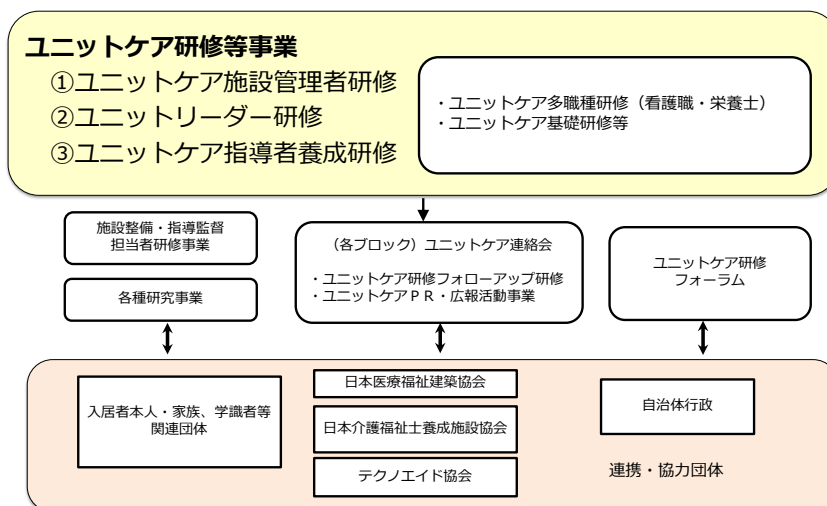 ユニットケア研修等事業
①ユニットケア施設管理者研修
②ユニットリーダー研修
③ユニットケア指導者養成研修
・ユニットケア多職種研修（看護職・栄養士）
・ユニットケア基礎研修等
施設整備・指導監督
担当者研修事業
各種研究事業
（各ブロック）ユニットケア連絡会
・ユニットケア研修フォローアップ研修
・ユニットケアＰＲ・広報活動事業
ユニットケア研修
フォーラム
入居者本人・家族、学識者等
関連団体
日本医療福祉建築協会
日本介護福祉士養成施設協会
テクノエイド協会
自治体行政
連携・協力団体